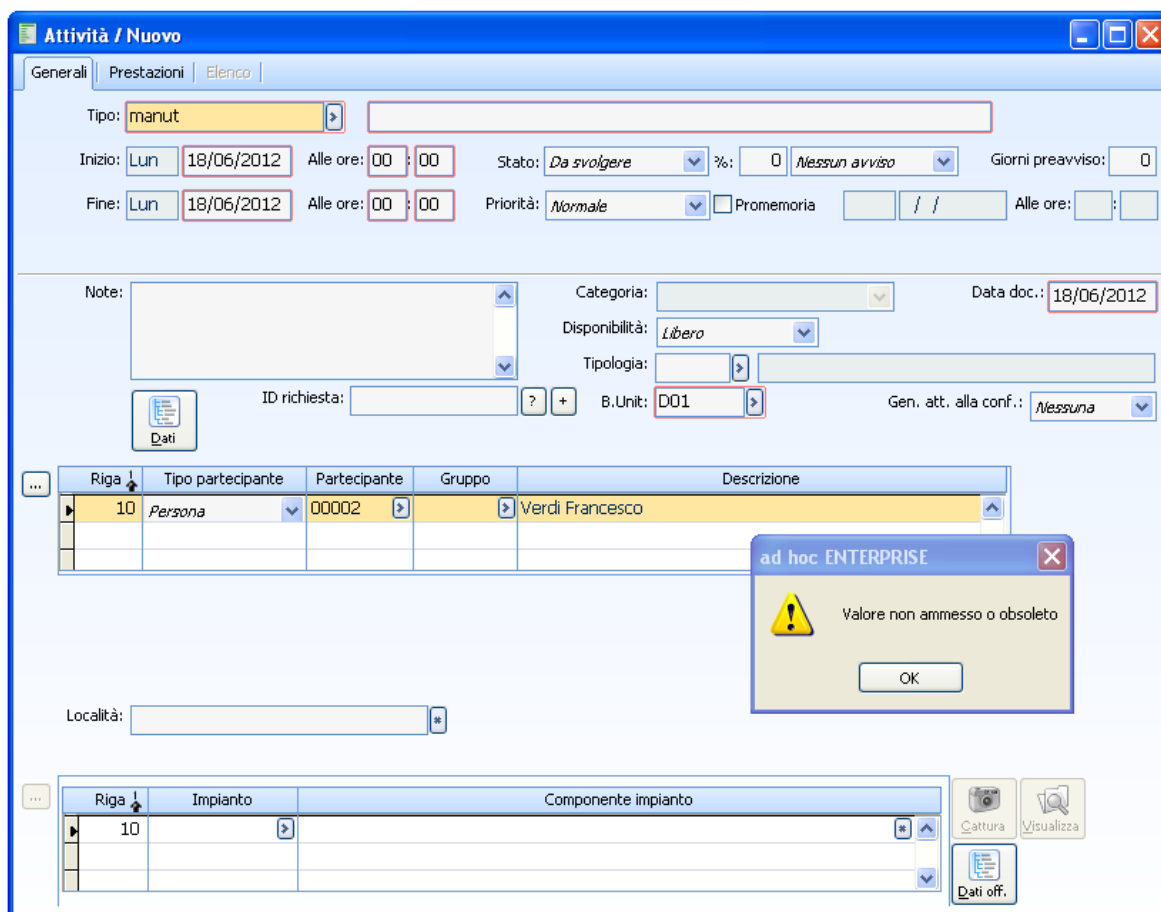 Attività / Nuovo
Generali Prestazioni Elenco
Tipo: manut
Inizio: Lun 18/06/2012 Alle ore: 00 : 00 Stato: Da svolgere %: 0 Nessun avviso Giorni preavviso: 0
Fine: Lun 18/06/2012 Alle ore: 00 : 00 Priorità: Normale Promemoria / / Alle ore: :
Note: Categoria: Data doc.: 18/06/2012
Disponibilità: Libero
Tipologia:
ID richiesta: ? + B.Unit: D01 Gen. att. alla conf.: Nessuna
Dati
... Riga Tipo partecipante Partecipante Gruppo Descrizione
10 Persona 00002 Verdi Francesco
ad hoc ENTERPRISE
Valore non ammesso o obsoleto
OK
Località: *
... Riga Impianto Componente impianto
10 *
Cattura Visualizza
Dati off.